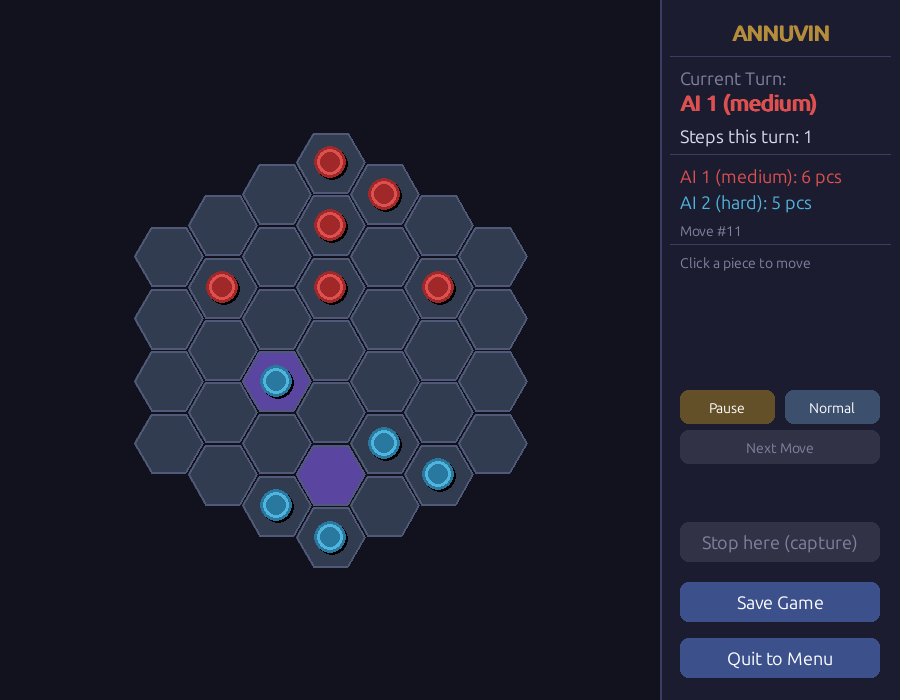 ANNUVIN
Current Turn:
AI 1 (medium)
Steps this turn: 1
AI 1 (medium): 6 pcs
AI 2 (hard): 5 pcs
Move #11
Click a piece to move
Pause
Normal
Next Move
Stop here (capture)
Save Game
Quit to Menu